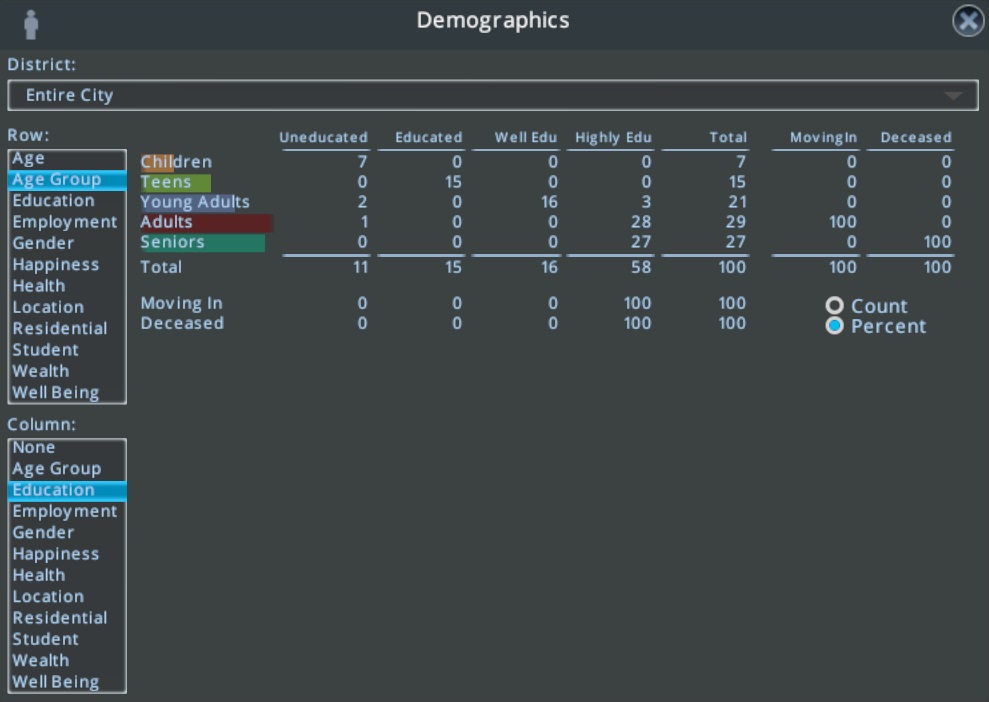 Demographics
District:
Entire City
Row:
Age
Age Group
Education
Employment
Gender
Happiness
Health
Location
Residential
Student
Wealth
Well Being
Uneducated Educated Well Edu Highly Edu Total MovingIn Deceased
Children 7 0 0 0 7 0 0
Teens 0 15 0 0 15 0 0
Young Adults 2 0 16 3 21 0 0
Adults 1 0 0 28 29 100 0
Seniors 0 0 0 27 27 0 100
Total 11 15 16 58 100 100 100
Moving In 0 0 0 100 100
Deceased 0 0 0 100 100
Count
Percent
Column:
None
Age Group
Education
Employment
Gender
Happiness
Health
Location
Residential
Student
Wealth
Well Being